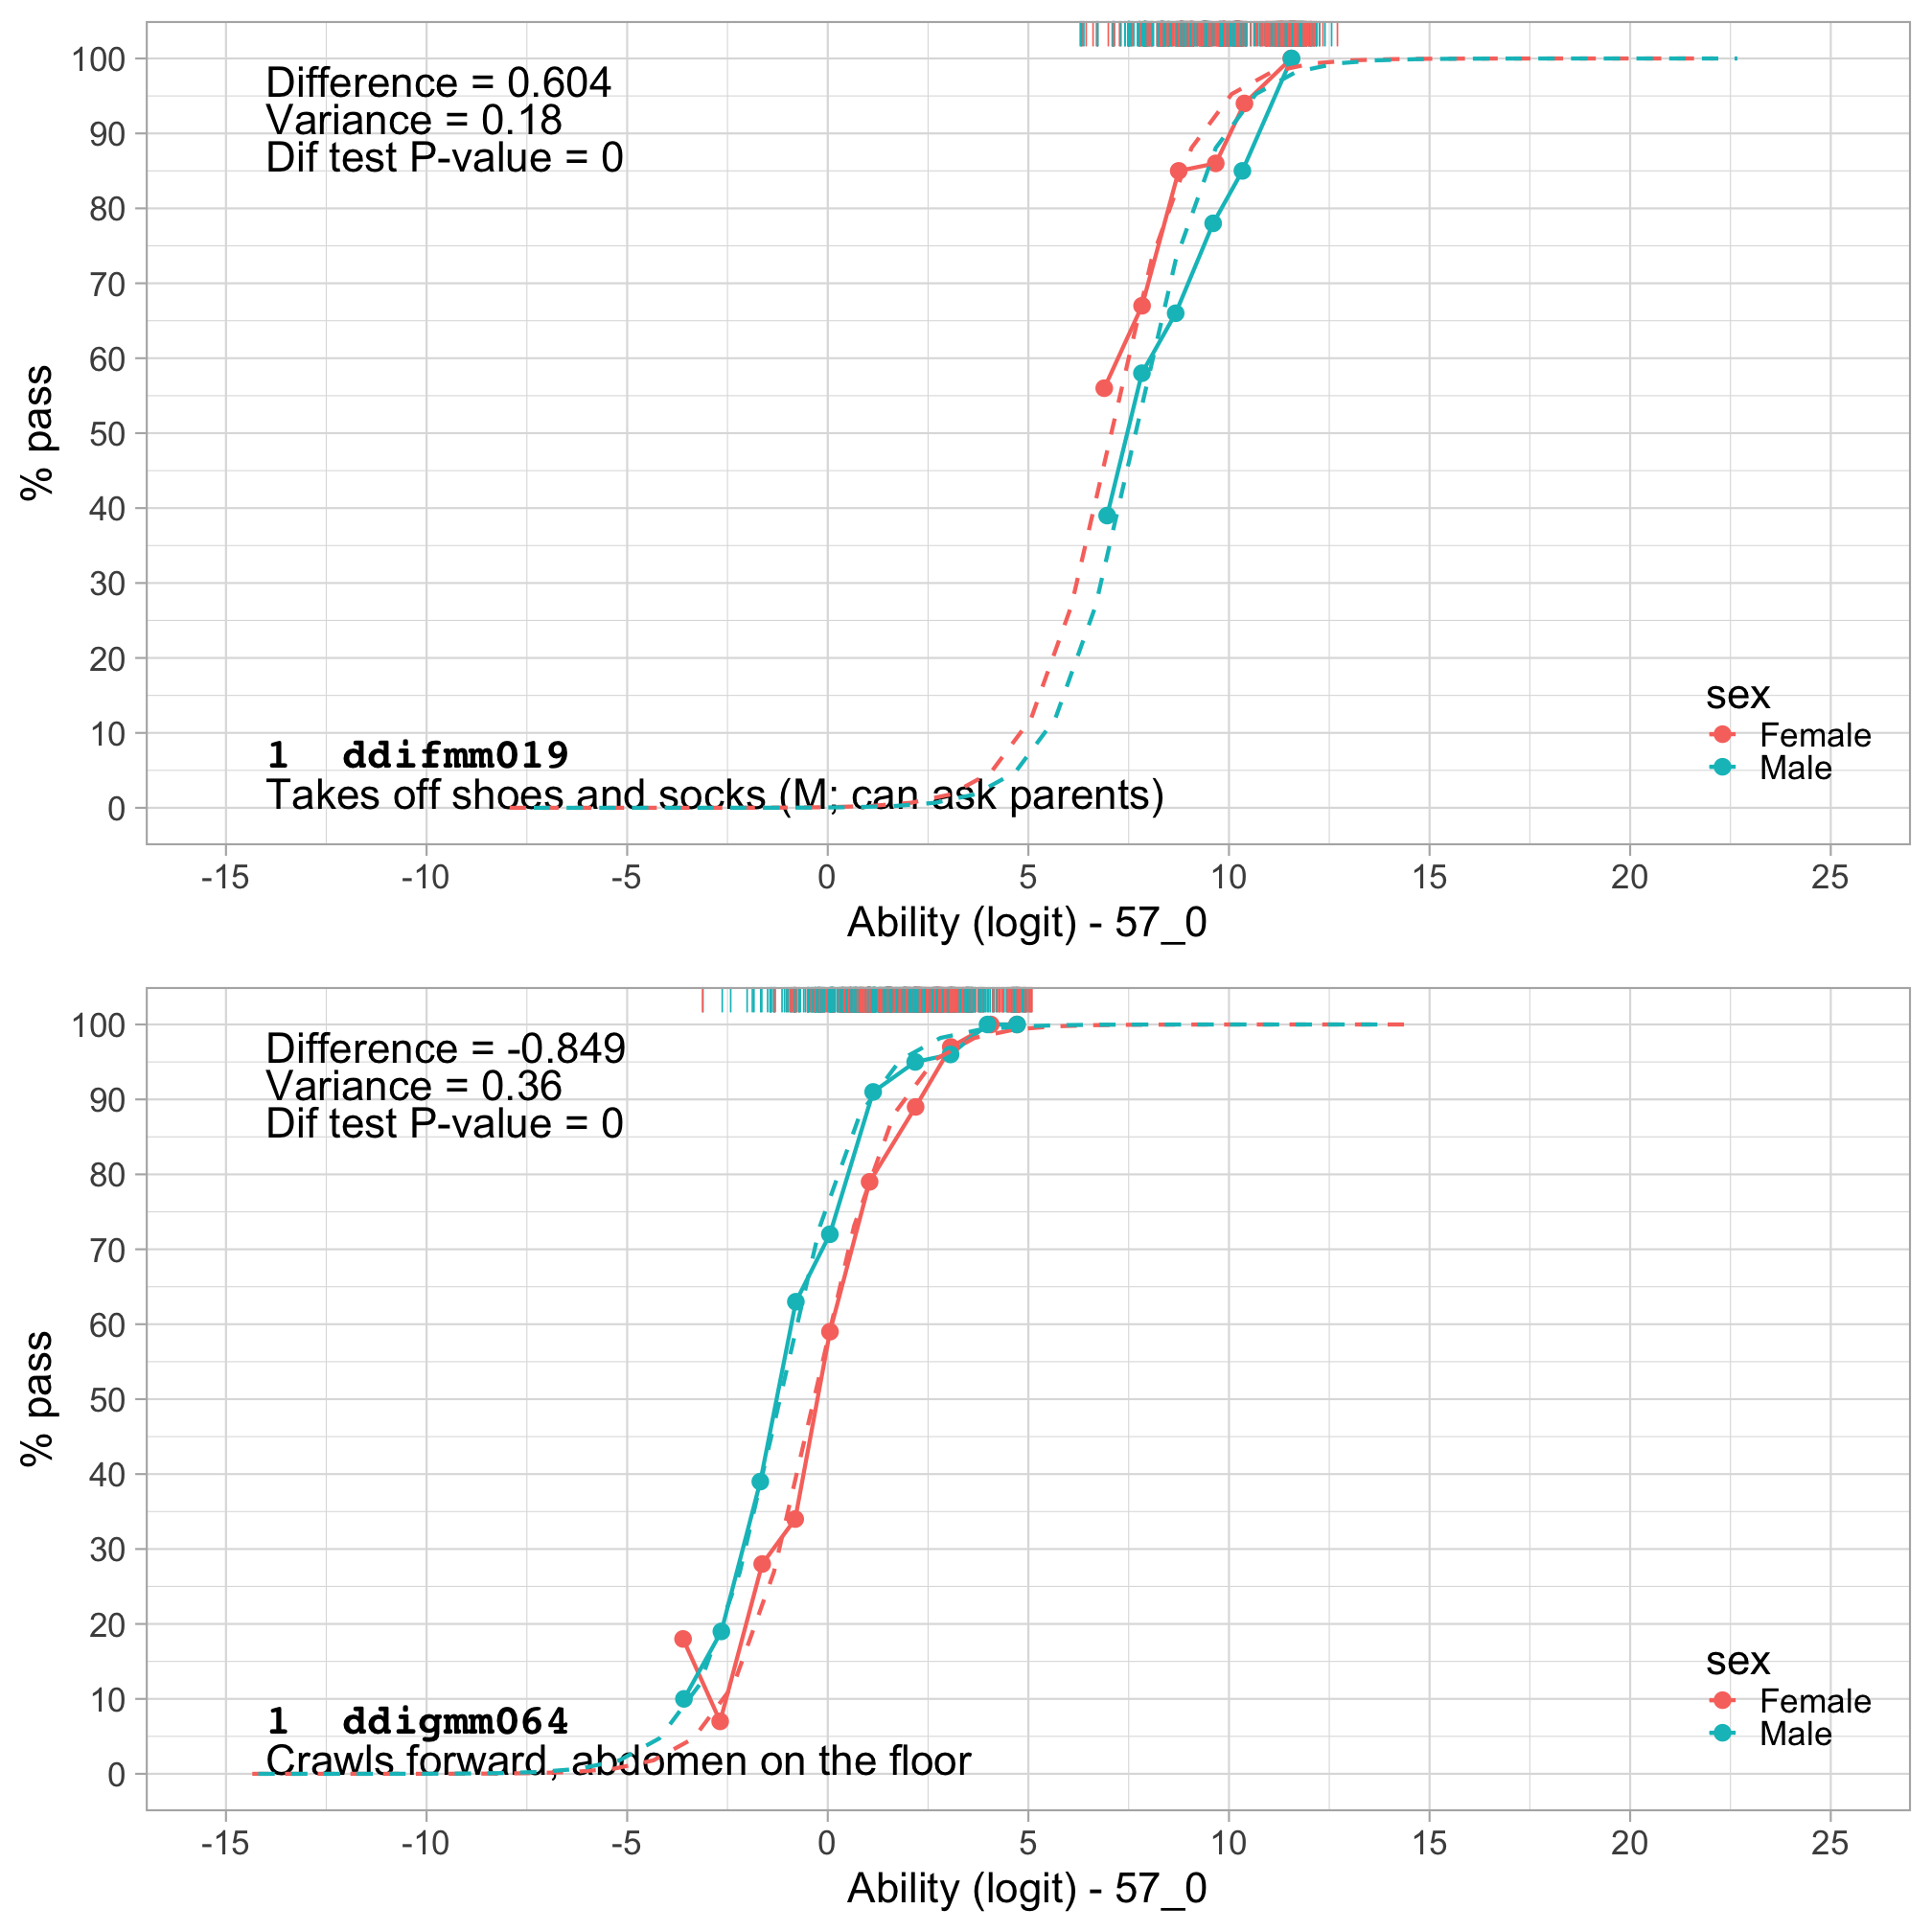 Difference = 0.604
Variance = 0.18
Dif test P-value = 0
100
90
80
70
60
50
40
30
20
10
0
% pass
sex
Female
Male
1 ddifmm019
Takes off shoes and socks (M; can ask parents)
-15 -10 -5 0 5 10 15 20 25
Ability (logit) - 57_0
Difference = -0.849
Variance = 0.36
Dif test P-value = 0
100
90
80
70
60
50
40
30
20
10
0
% pass
sex
Female
Male
1 ddigmm064
Crawls forward, abdomen on the floor
-15 -10 -5 0 5 10 15 20 25
Ability (logit) - 57_0